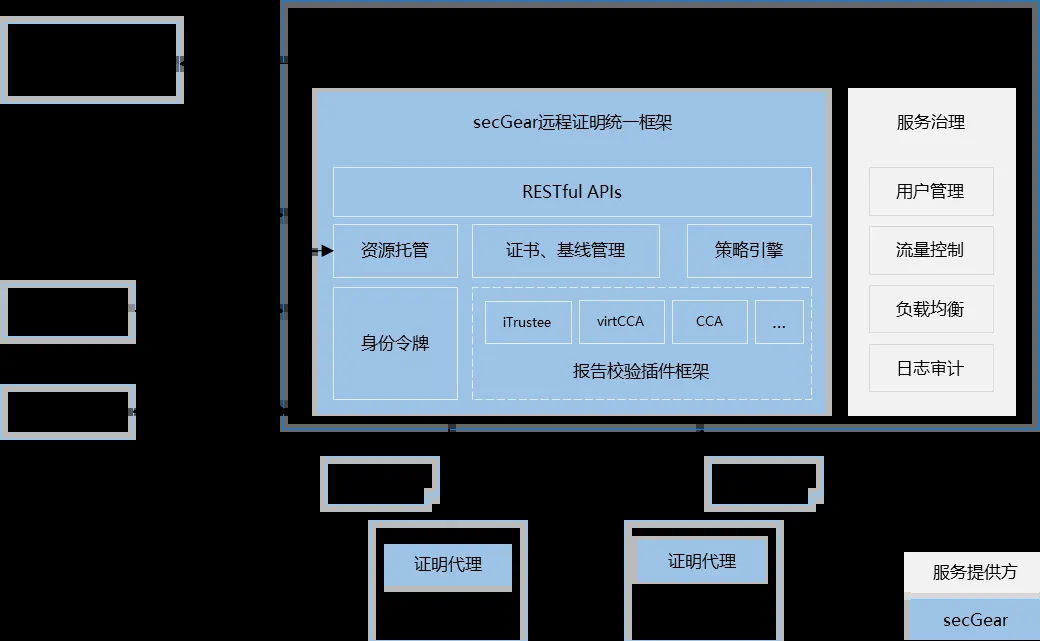 secGear远程证明统一框架
服务治理
RESTful APIs
用户管理
资源托管
证书、基线管理
策略引擎
流量控制
身份令牌
iTrustee
virtCCA
CCA
...
报告校验插件框架
负载均衡
日志审计
证明代理
证明代理
服务提供方
secGear